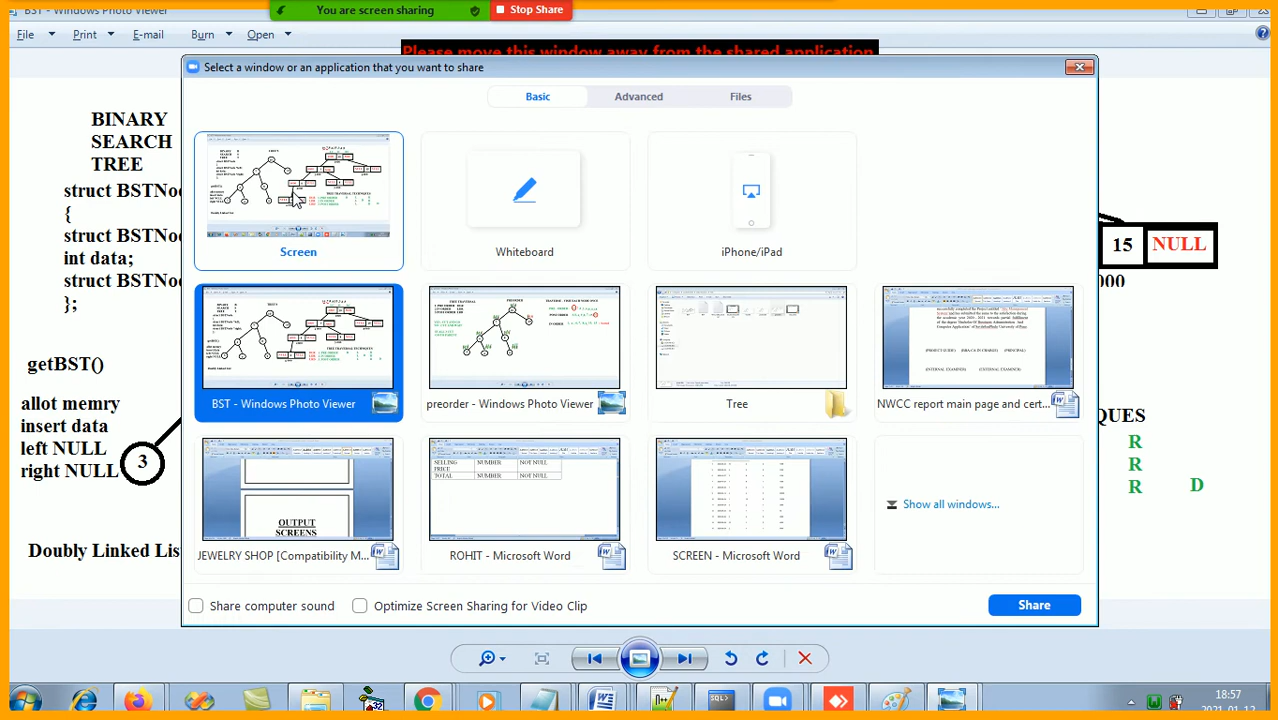 BST - Windows Photo Viewer
You are screen sharing
Stop Share
File Print E-mail Burn Open
Please move this window away from the shared application
Select a window or an application that you want to share
Basic Advanced Files
BINARY
SEARCH
TREE
struct BSTNo
{
struct BSTNo
int data;
struct BSTNo
};
getBST()
allot memry
insert data
left NULL
right NULL
3
Doubly Linked Lis
Screen
Whiteboard
iPhone/iPad
BST - Windows Photo Viewer
preorder - Windows Photo Viewer
Tree
NWCC report main page and cert...
OUTPUT
SCREENS
SELLING PRICE NUMBER NOT NULL
TOTAL NUMBER NOT NULL
JEWELRY SHOP [Compatibility M...
ROHIT - Microsoft Word
SCREEN - Microsoft Word
Show all windows...
Share computer sound
Optimize Screen Sharing for Video Clip
Share
15 NULL
000
QUES
R
R
R D
18:57
2021-01-12